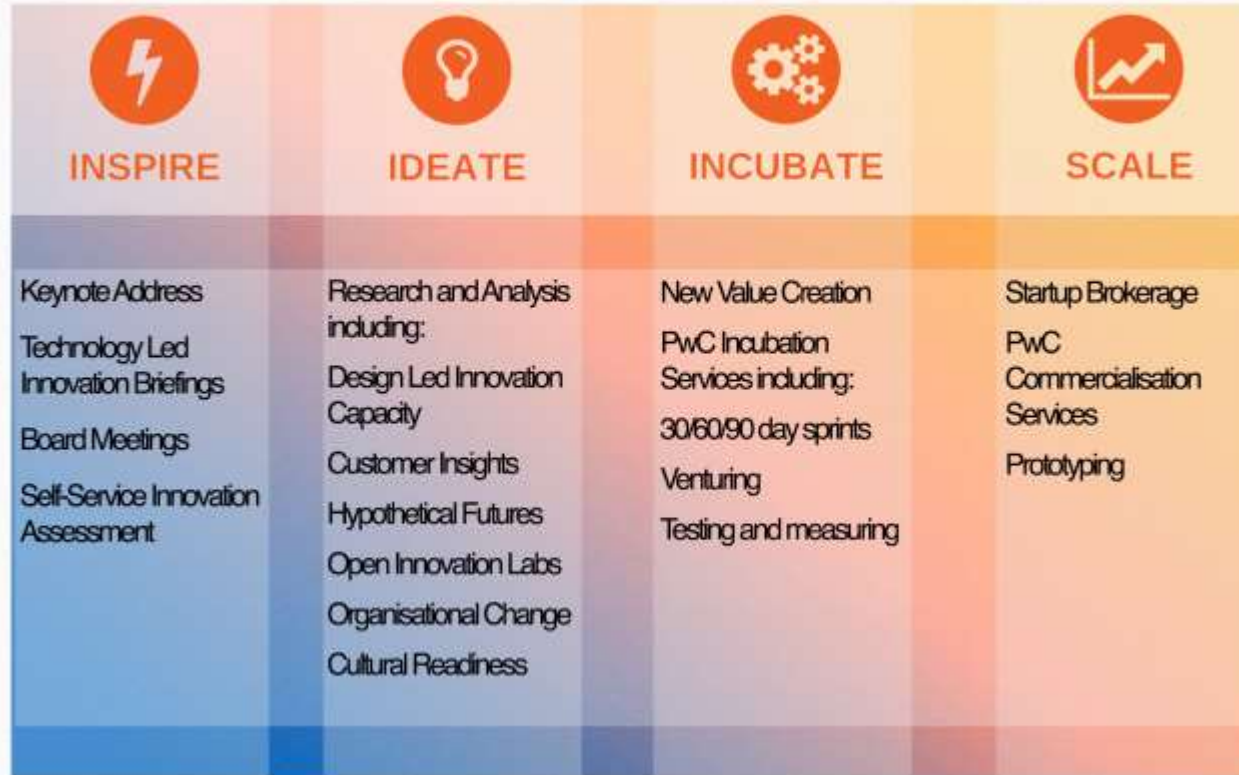 INSPIRE
Keynote Address
Technology Led
Innovation Briefings
Board Meetings
Self-Service Innovation
Assessment
IDEATE
Research and Analysis
including:
Design Led Innovation
Capacity
Customer Insights
Hypothetical Futures
Open Innovation Labs
Organisational Change
Cultural Readiness
INCUBATE
New Value Creation
PwC Incubation
Services including:
30/60/90 day sprints
Venturing
Testing and measuring
SCALE
Startup Brokerage
PwC
Commercialisation
Services
Prototyping